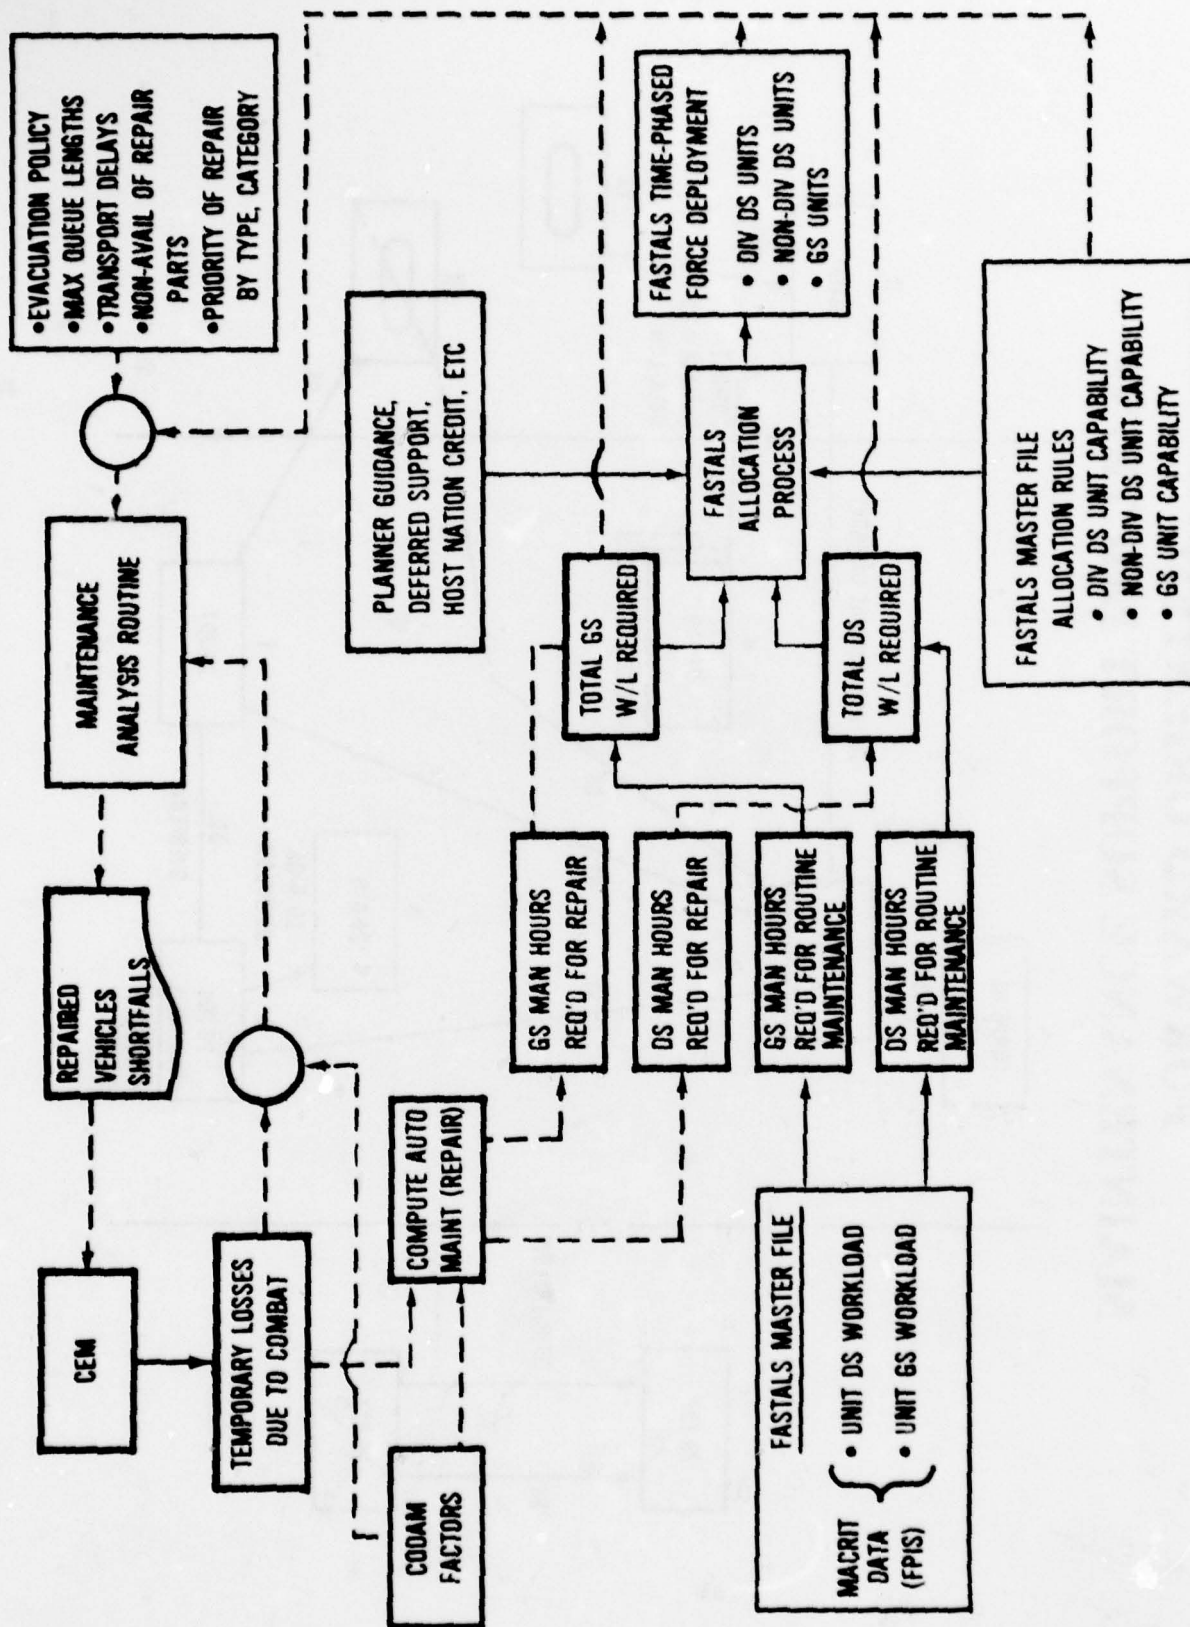 CEM
REPAIRED
VEHICLES
SHORTFALLS
MAINTENANCE
ANALYSIS ROUTINE
•EVACUATION POLICY
•MAX QUEUE LENGTHS
•TRANSPORT DELAYS
•NON-AVAIL OF REPAIR
PARTS
•PRIORITY OF REPAIR
BY TYPE, CATEGORY
TEMPORARY LOSSES
DUE TO COMBAT
CODAM
FACTORS
COMPUTE AUTO
MAINT (REPAIR)
PLANNER GUIDANCE,
DEFERRED SUPPORT,
HOST NATION CREDIT, ETC
GS MAN HOURS
REQ'D FOR REPAIR
DS MAN HOURS
REQ'D FOR REPAIR
GS MAN HOURS
REQ'D FOR ROUTINE
MAINTENANCE
DS MAN HOURS
REQ'D FOR ROUTINE
MAINTENANCE
TOTAL GS
W/L REQUIRED
TOTAL DS
W/L REQUIRED
FASTALS
ALLOCATION
PROCESS
FASTALS TIME-PHASED
FORCE DEPLOYMENT
• DIV DS UNITS
• NON-DIV DS UNITS
• GS UNITS
FASTALS MASTER FILE
MACRIT
DATA
(FPIS)
• UNIT DS WORKLOAD
• UNIT GS WORKLOAD
FASTALS MASTER FILE
ALLOCATION RULES
• DIV DS UNIT CAPABILITY
• NON-DIV DS UNIT CAPABILITY
• GS UNIT CAPABILITY